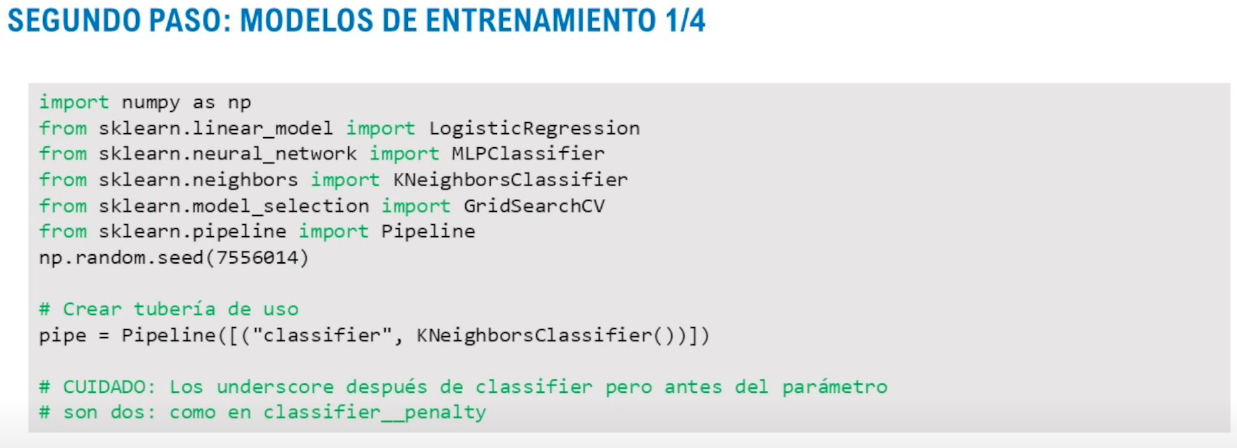 SEGUNDO PASO: MODELOS DE ENTRENAMIENTO 1/4
import numpy as np
from sklearn.linear_model import LogisticRegression
from sklearn.neural_network import MLPClassifier
from sklearn.neighbors import KNeighborsClassifier
from sklearn.model_selection import GridSearchCV
from sklearn.pipeline import Pipeline
np.random.seed(7556014)
# Crear tubería de uso
pipe = Pipeline([("classifier", KNeighborsClassifier())])
# CUIDADO: Los underscore después de classifier pero antes del parámetro
# son dos: como en classifier__penalty